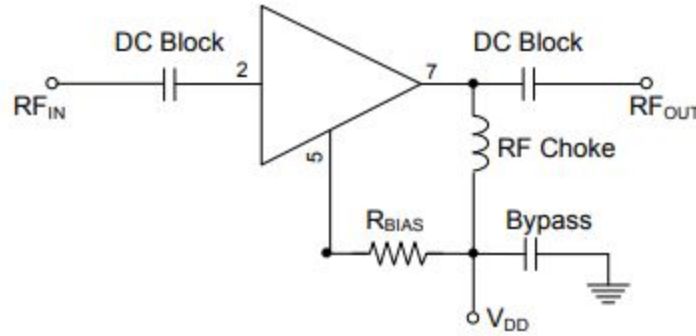 DC Block
DC Block
2
7
RFIN
RFOUT
5
RF Choke
RBIAS
Bypass
VDD